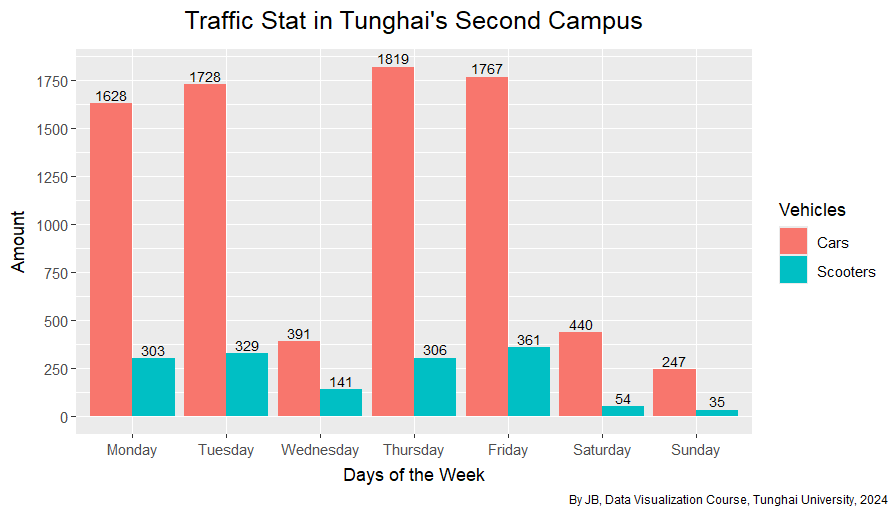 Traffic Stat in Tunghai's Second Campus
Amount
1750
1500
1250
1000
750
500
250
0
1628
303
1728
329
391
141
1819
306
1767
361
440
54
247
35
Monday
Tuesday
Wednesday
Thursday
Friday
Saturday
Sunday
Days of the Week
Vehicles
Cars
Scooters
By JB, Data Visualization Course, Tunghai University, 2024